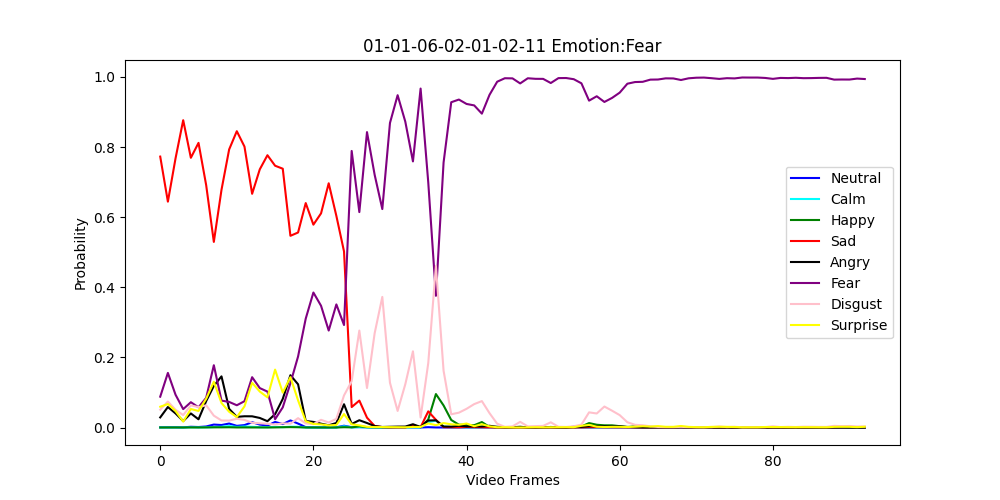 01-01-06-02-01-02-11 Emotion:Fear
1.0
0.8
0.6
0.4
0.2
0.0
Probability
0
20
40
60
80
Video Frames
Neutral
Calm
Happy
Sad
Angry
Fear
Disgust
Surprise